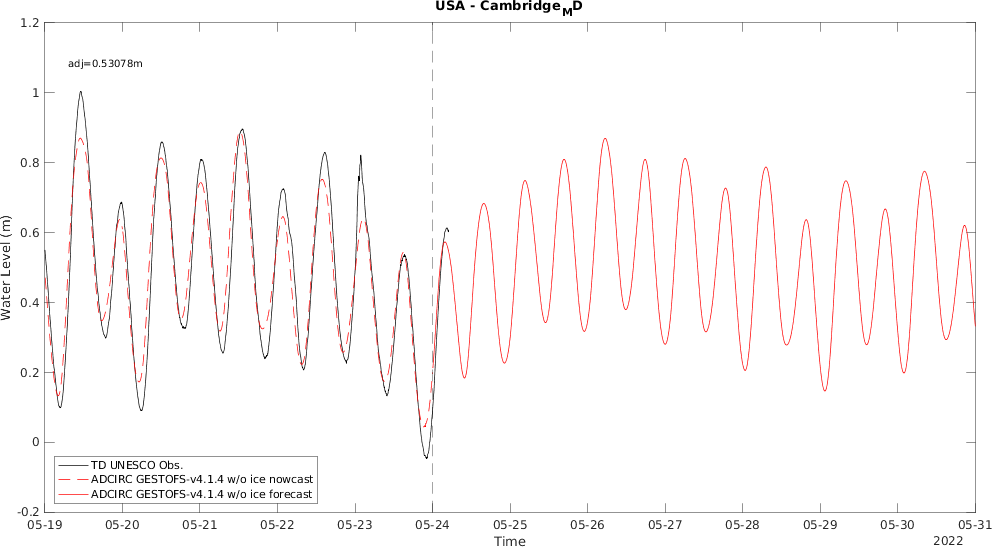 USA - Cambridge_MD
adj=0.53078m
1.2
1
0.8
0.6
0.4
0.2
0
-0.2
Water Level (m)
TD UNESCO Obs.
ADCIRC GESTOFS-v4.1.4 w/o ice nowcast
ADCIRC GESTOFS-v4.1.4 w/o ice forecast
05-19 05-20 05-21 05-22 05-23 05-24 05-25 05-26 05-27 05-28 05-29 05-30 05-31
Time
2022